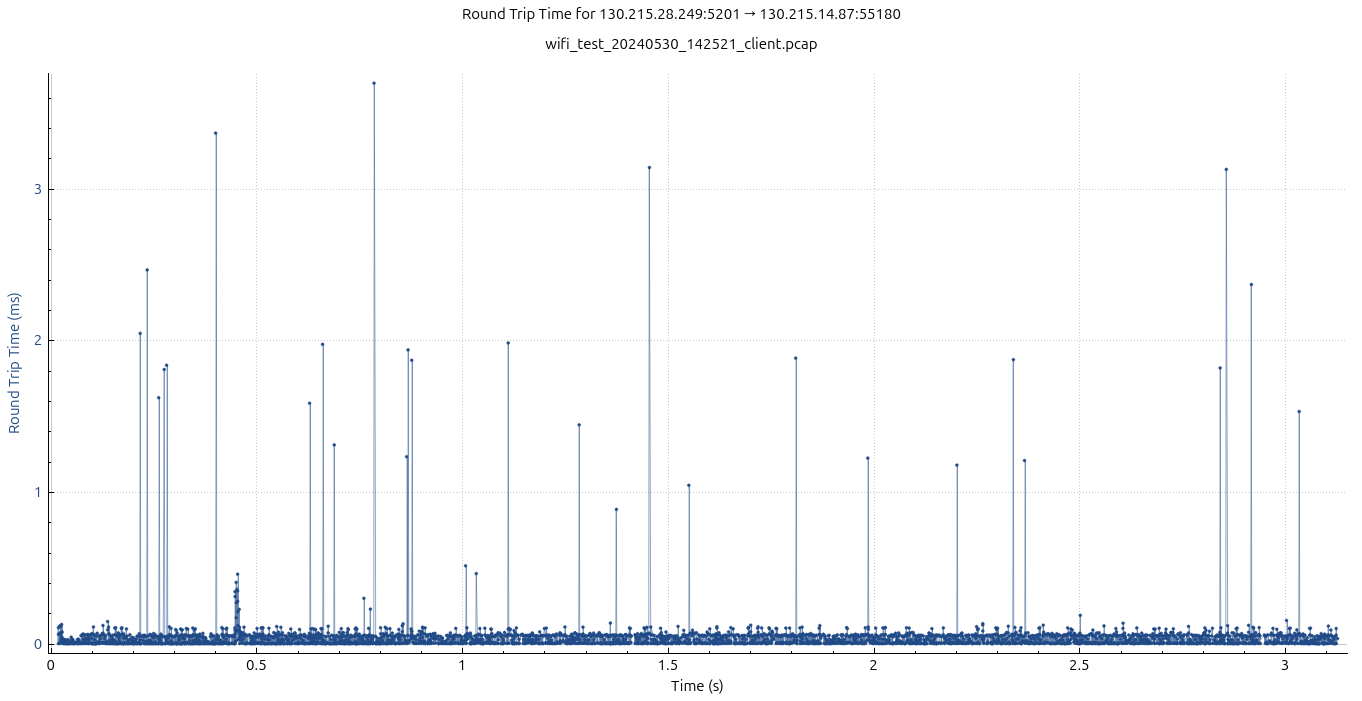 Round Trip Time for 130.215.28.249:5201 → 130.215.14.87:55180
wifi_test_20240530_142521_client.pcap
Round Trip Time (ms)
3
2
1
0
0 0.5 1 1.5 2 2.5 3
Time (s)